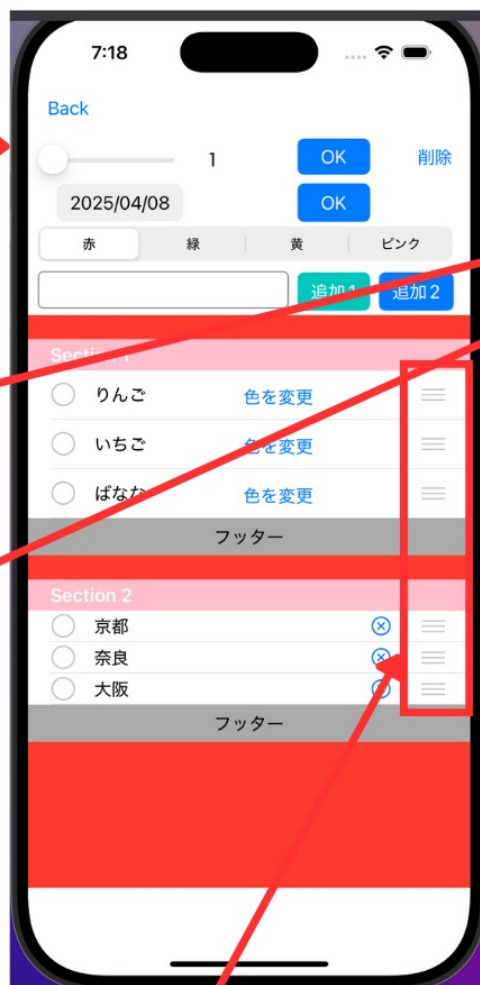 7:18
Back
1 OK 削除
2025/04/08 OK
赤 緑 黄 ピンク
追加1 追加2
Section 1
りんご 色を変更
いちご 色を変更
ばなな 色を変更
フッター
Section 2
京都
奈良
大阪
フッター